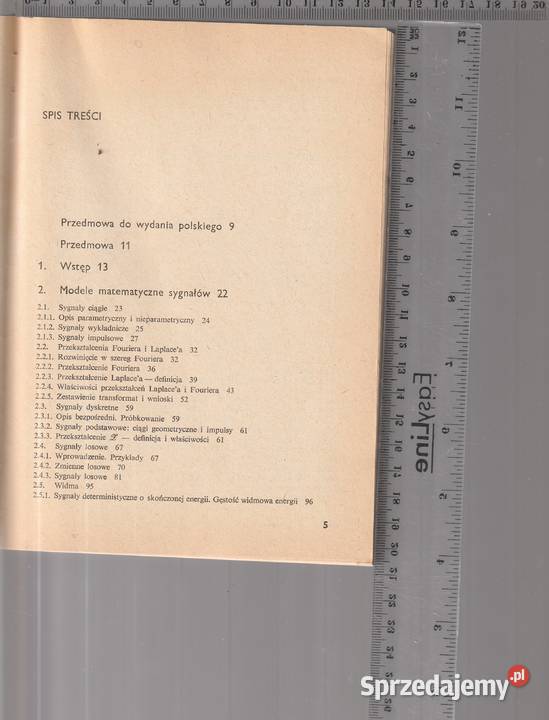 SPIS TREŚCI
Przedmowa do wydania polskiego 9
Przedmowa 11
1. Wstęp 13
2. Modele matematyczne sygnałów 22
2.1. Sygnały ciągłe 23
2.1.1. Opis parametryczny i nieparametryczny 24
2.1.2. Sygnały wykładnicze 25
2.1.3. Sygnały impulsowe 27
2.2. Przekształcenia Fouriera i Laplace'a 32
2.2.1. Rozwinięcie w szereg Fouriera 32
2.2.2. Przekształcenie Fouriera 36
2.2.3. Przekształcenie Laplace'a — definicja 39
2.2.4. Właściwości przekształceń Laplace'a i Fouriera 43
2.2.5. Zestawienie transformat i wnioski 52
2.3. Sygnały dyskretne 59
2.3.1. Opis bezpośredni. Próbkowanie 59
2.3.2. Sygnały podstawowe: ciągi geometryczne i impulsy 61
2.3.3. Przekształcenie 𝒵 — definicja i właściwości 61
2.4. Sygnały losowe 67
2.4.1. Wprowadzenie. Przykłady 67
2.4.2. Zmienne losowe 70
2.4.3. Sygnały losowe 81
2.5. Widma 95
2.5.1. Sygnały deterministyczne o skończonej energii. Gęstość widmowa energii 96
5
EasyLine
Sprzedajemy.pl